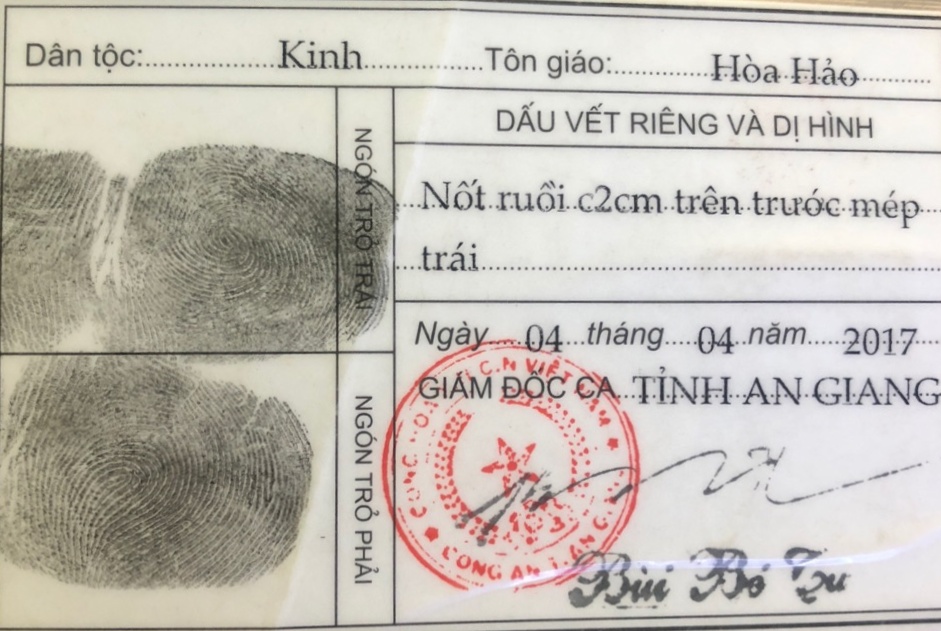 Dân tộc: Kinh Tôn giáo: Hòa Hảo
NGÓN TRỎ TRÁI
DẤU VẾT RIÊNG VÀ DỊ HÌNH
Nốt ruồi c2cm trên trước mép
trái
Ngày 04 tháng 04 năm 2017
GIÁM ĐỐC CA TỈNH AN GIANG
NGÓN TRỎ PHẢI
CÔNG AN T. AN GIANG
Bùi Bé Tư